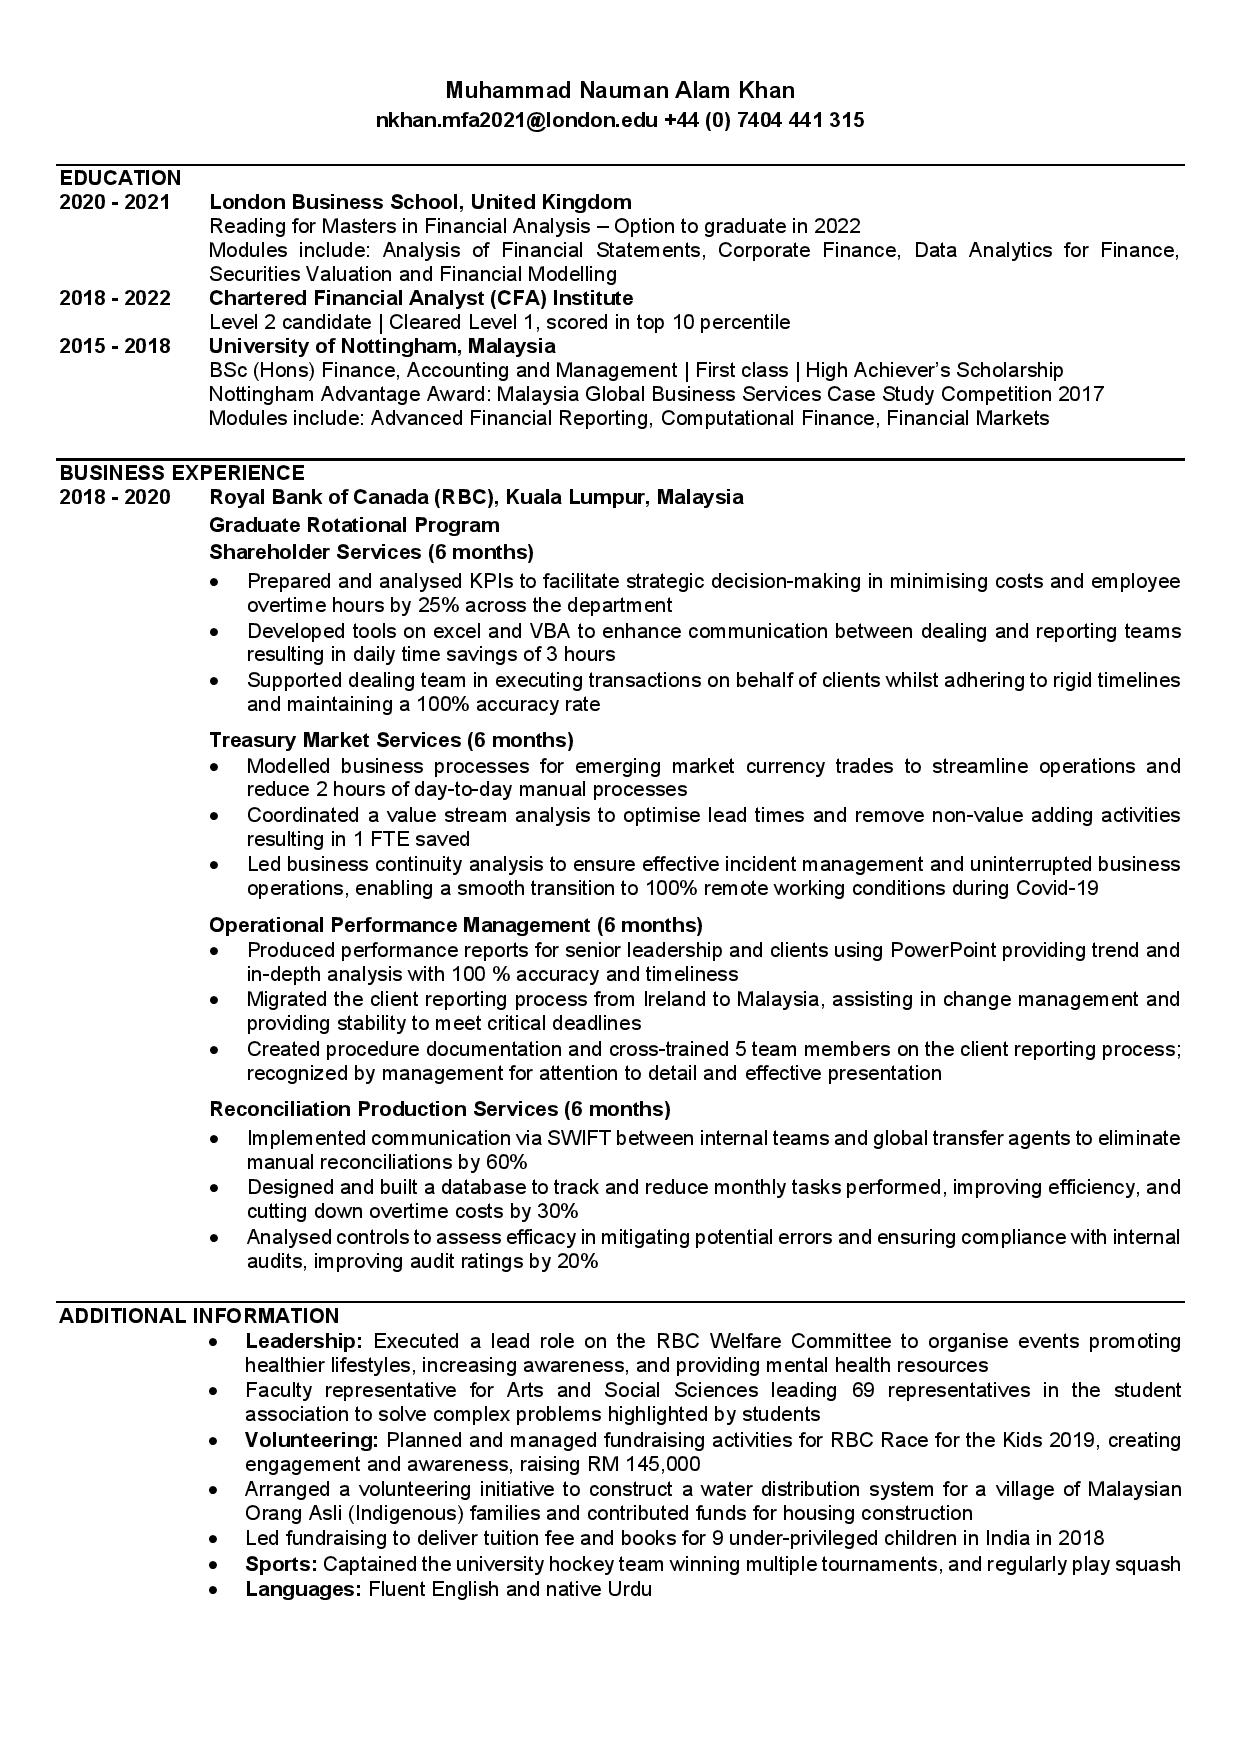 Muhammad Nauman Alam Khan
nkhan.mfa2021@london.edu +44 (0) 7404 441 315
EDUCATION
2020 - 2021 London Business School, United Kingdom
Reading for Masters in Financial Analysis – Option to graduate in 2022
Modules include: Analysis of Financial Statements, Corporate Finance, Data Analytics for Finance,
Securities Valuation and Financial Modelling
2018 - 2022 Chartered Financial Analyst (CFA) Institute
Level 2 candidate | Cleared Level 1, scored in top 10 percentile
2015 - 2018 University of Nottingham, Malaysia
BSc (Hons) Finance, Accounting and Management | First class | High Achiever’s Scholarship
Nottingham Advantage Award: Malaysia Global Business Services Case Study Competition 2017
Modules include: Advanced Financial Reporting, Computational Finance, Financial Markets
BUSINESS EXPERIENCE
2018 - 2020 Royal Bank of Canada (RBC), Kuala Lumpur, Malaysia
Graduate Rotational Program
Shareholder Services (6 months)
• Prepared and analysed KPIs to facilitate strategic decision-making in minimising costs and employee
overtime hours by 25% across the department
• Developed tools on excel and VBA to enhance communication between dealing and reporting teams
resulting in daily time savings of 3 hours
• Supported dealing team in executing transactions on behalf of clients whilst adhering to rigid timelines
and maintaining a 100% accuracy rate
Treasury Market Services (6 months)
• Modelled business processes for emerging market currency trades to streamline operations and
reduce 2 hours of day-to-day manual processes
• Coordinated a value stream analysis to optimise lead times and remove non-value adding activities
resulting in 1 FTE saved
• Led business continuity analysis to ensure effective incident management and uninterrupted business
operations, enabling a smooth transition to 100% remote working conditions during Covid-19
Operational Performance Management (6 months)
• Produced performance reports for senior leadership and clients using PowerPoint providing trend and
in-depth analysis with 100 % accuracy and timeliness
• Migrated the client reporting process from Ireland to Malaysia, assisting in change management and
providing stability to meet critical deadlines
• Created procedure documentation and cross-trained 5 team members on the client reporting process;
recognized by management for attention to detail and effective presentation
Reconciliation Production Services (6 months)
• Implemented communication via SWIFT between internal teams and global transfer agents to eliminate
manual reconciliations by 60%
• Designed and built a database to track and reduce monthly tasks performed, improving efficiency, and
cutting down overtime costs by 30%
• Analysed controls to assess efficacy in mitigating potential errors and ensuring compliance with internal
audits, improving audit ratings by 20%
ADDITIONAL INFORMATION
• Leadership: Executed a lead role on the RBC Welfare Committee to organise events promoting
healthier lifestyles, increasing awareness, and providing mental health resources
• Faculty representative for Arts and Social Sciences leading 69 representatives in the student
association to solve complex problems highlighted by students
• Volunteering: Planned and managed fundraising activities for RBC Race for the Kids 2019, creating
engagement and awareness, raising RM 145,000
• Arranged a volunteering initiative to construct a water distribution system for a village of Malaysian
Orang Asli (Indigenous) families and contributed funds for housing construction
• Led fundraising to deliver tuition fee and books for 9 under-privileged children in India in 2018
• Sports: Captained the university hockey team winning multiple tournaments, and regularly play squash
• Languages: Fluent English and native Urdu